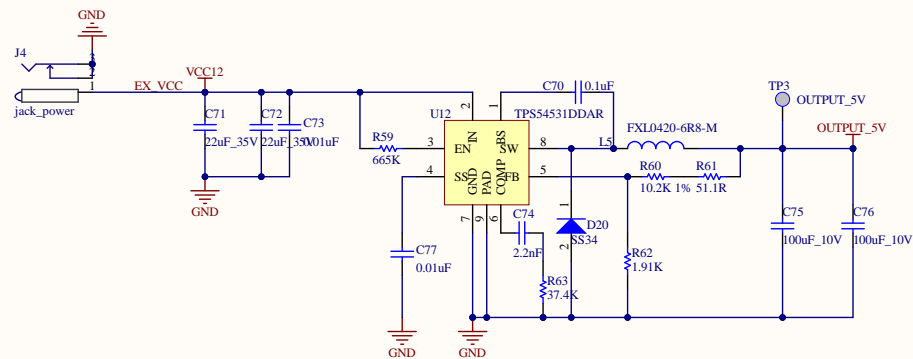 GND
J4
3
2
1
EX_VCC
jack_power
VCC12
C71
22uF_35V
C72
22uF_35V
C73
0.01uF
GND
R59
665K
C77
0.01uF
GND
U12
TPS54531DDAR
2
1
3
4
8
5
7
9
6
EN
SS
IN
BS
SW
FB
GND
PAD
COMP
C70
0.1uF
L5
FXL0420-6R8-M
C74
2.2nF
R63
37.4K
1
2
D20
SS34
R60
10.2K 1%
R61
51.1R
R62
1.91K
TP3
OUTPUT_5V
OUTPUT_5V
C75
100uF_10V
C76
100uF_10V
GND